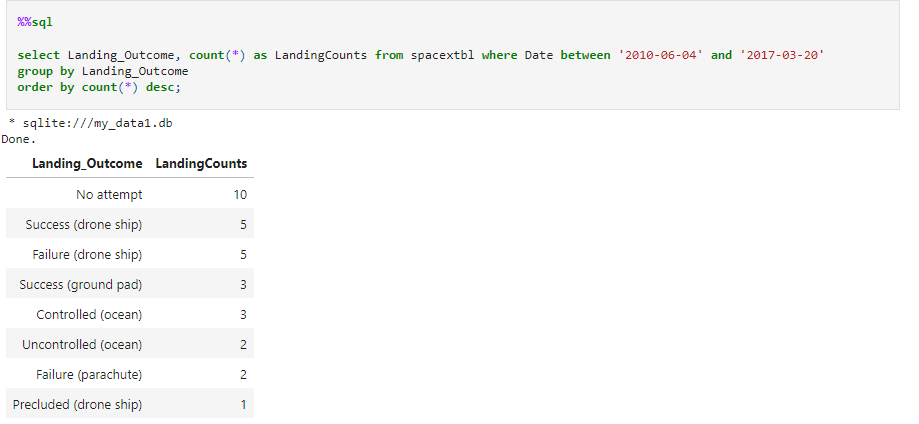 %%sql
select Landing_Outcome, count(*) as LandingCounts from spacextbl where Date between '2010-06-04' and '2017-03-20'
group by Landing_Outcome
order by count(*) desc;
* sqlite:///my_data1.db
Done.
Landing_Outcome LandingCounts
No attempt 10
Success (drone ship) 5
Failure (drone ship) 5
Success (ground pad) 3
Controlled (ocean) 3
Uncontrolled (ocean) 2
Failure (parachute) 2
Precluded (drone ship) 1